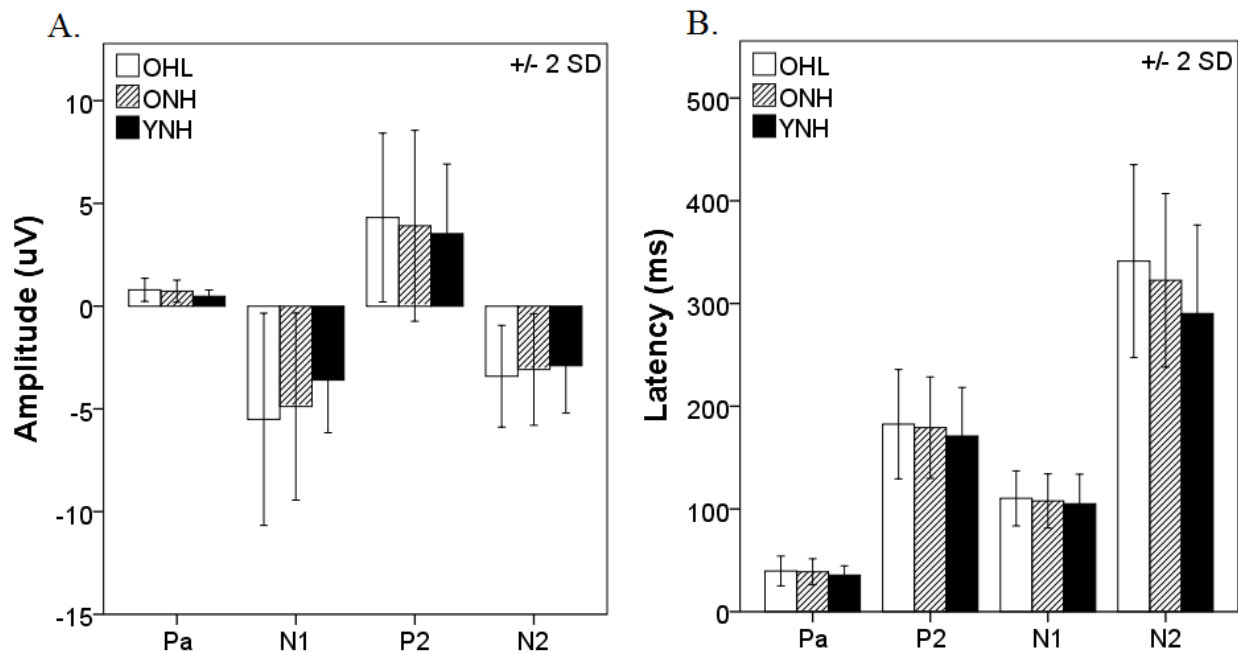 A.
+/- 2 SD
OHL
ONH
YNH
Amplitude (uV)
10
5
0
-5
-10
-15
Pa N1 P2 N2
B.
+/- 2 SD
OHL
ONH
YNH
Latency (ms)
500
400
300
200
100
0
Pa P2 N1 N2